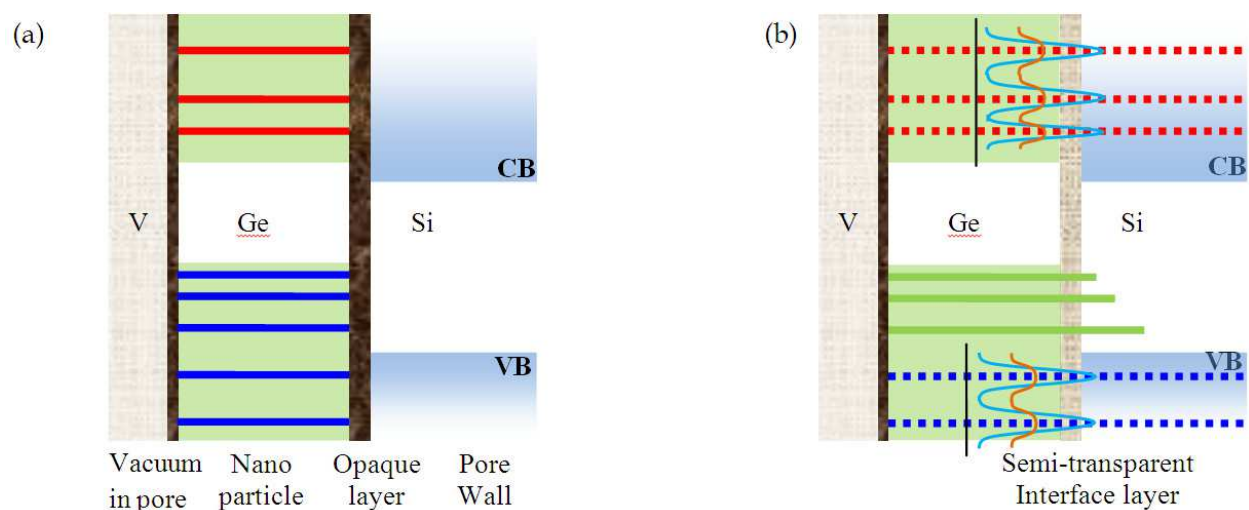 (a)
CB
V Ge Si
VB
Vacuum in pore
Nano particle
Opaque layer
Pore Wall
(b)
CB
V Ge Si
VB
Semi-transparent
Interface layer